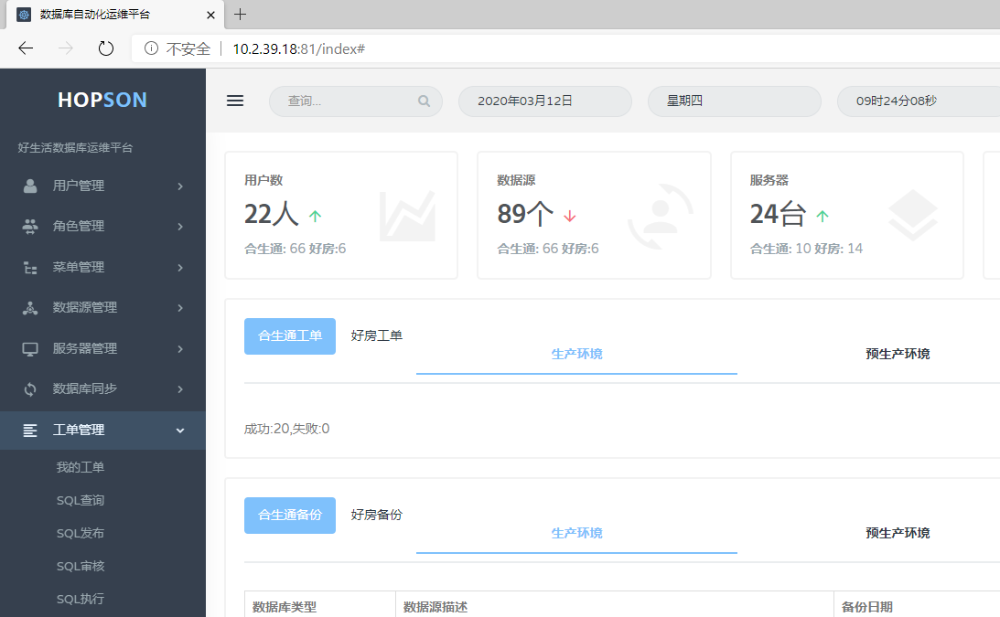 数据库自动化运维平台
不安全 10.2.39.18:81/index#
HOPSON
好生活数据库运维平台
用户管理
角色管理
菜单管理
数据源管理
服务器管理
数据库同步
工单管理
我的工单
SQL查询
SQL发布
SQL审核
SQL执行
查询... 2020年03月12日 星期四 09时24分08秒
用户数
22人
合生通: 66 好房:6
数据源
89个
合生通: 66 好房:6
服务器
24台
合生通: 10 好房: 14
合生通工单 好房工单
生产环境 预生产环境
成功:20,失败:0
合生通备份 好房备份
生产环境 预生产环境
数据库类型 数据源描述 备份日期